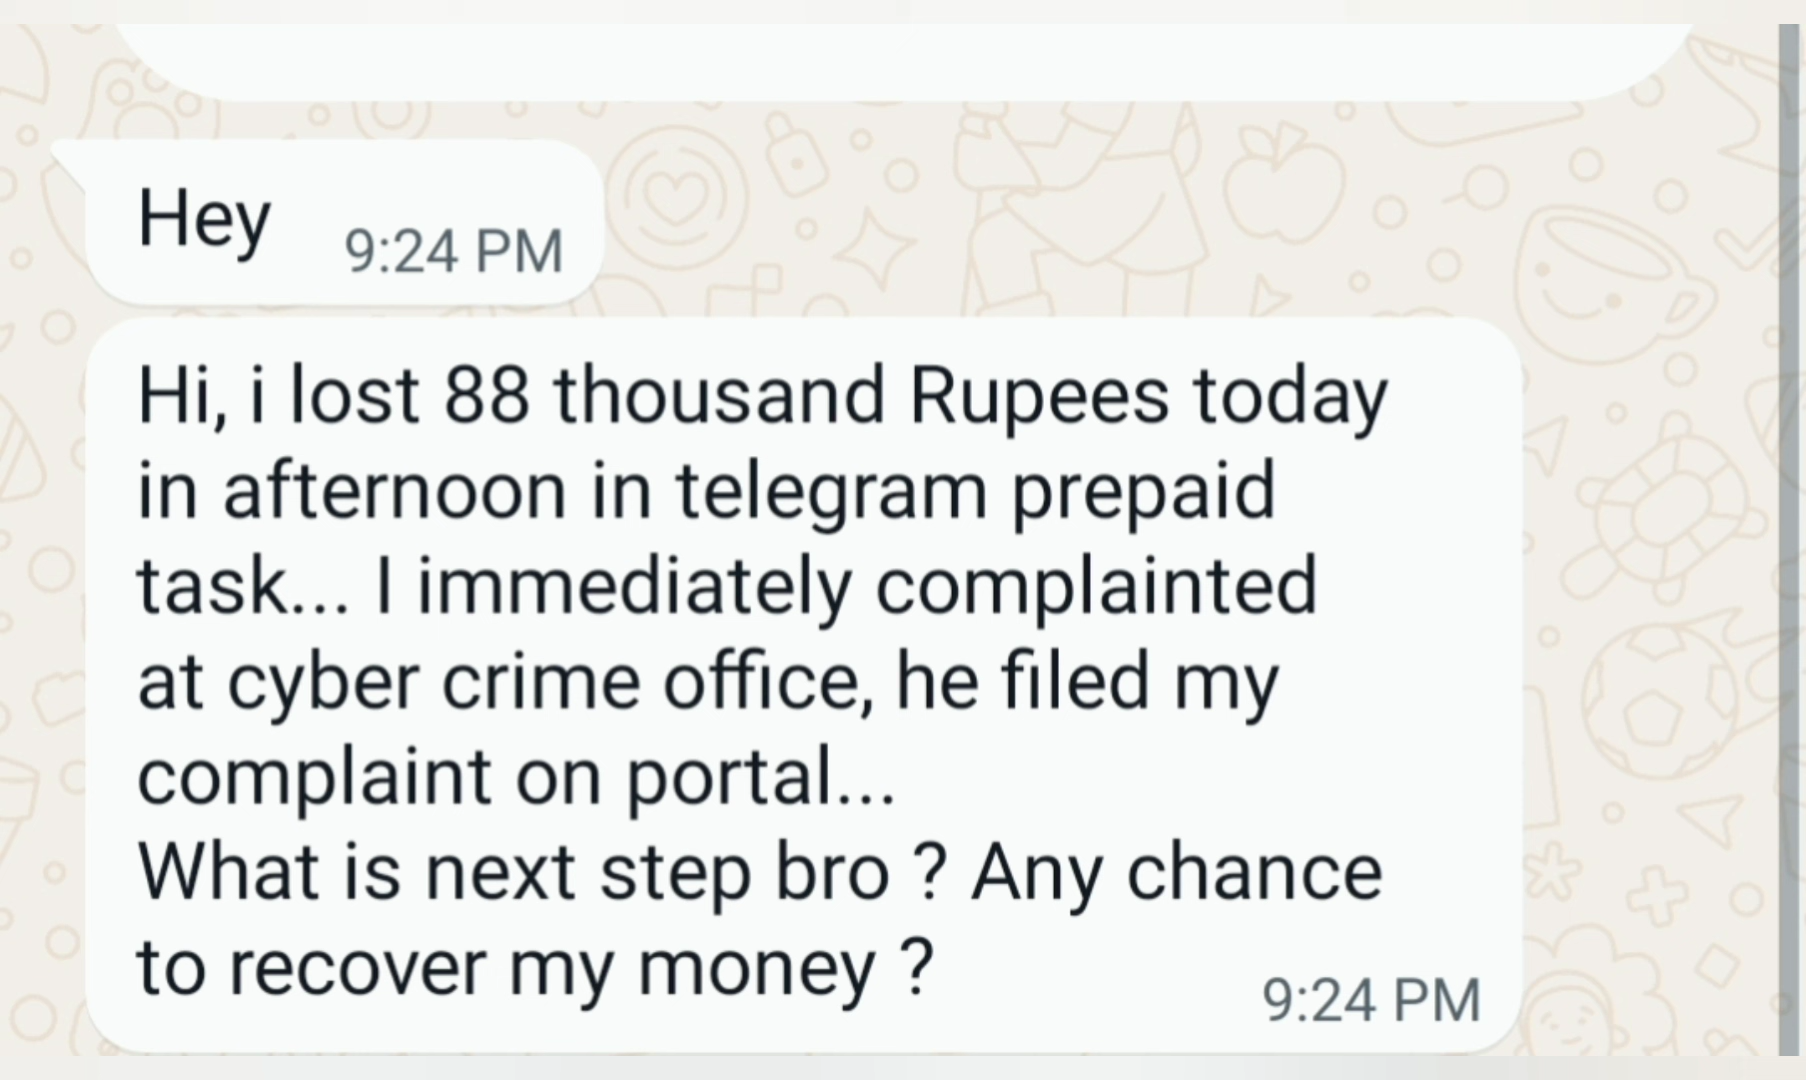 Hey 9:24 PM
Hi, i lost 88 thousand Rupees today
in afternoon in telegram prepaid
task... I immediately complainted
at cyber crime office, he filed my
complaint on portal...
What is next step bro ? Any chance
to recover my money ?
9:24 PM